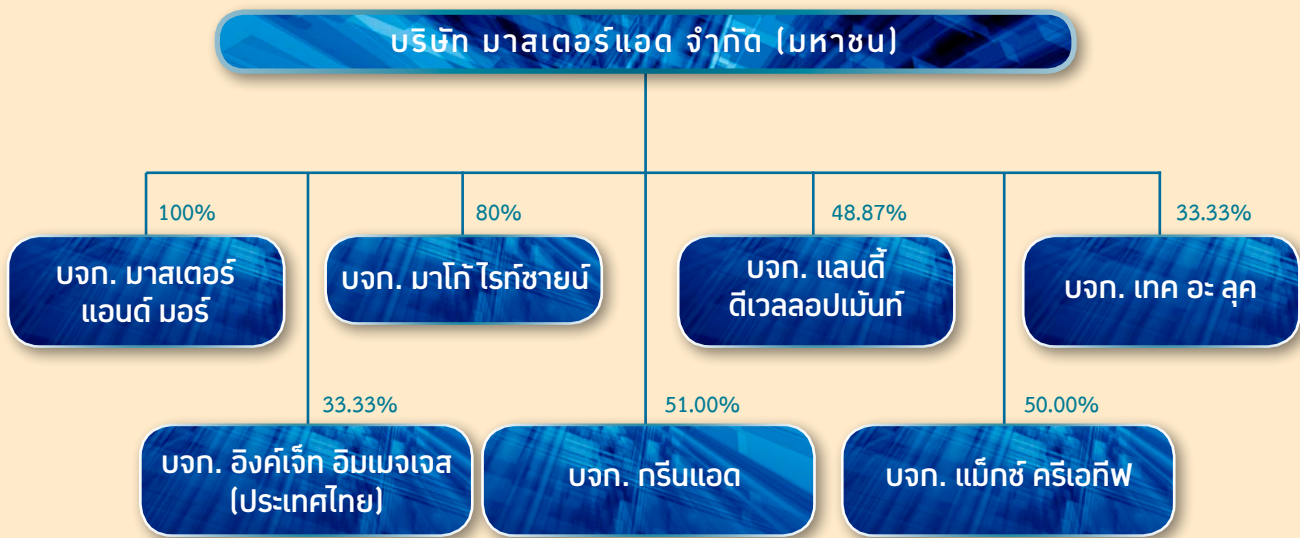 บริษัท มาสเตอร์แอด จำกัด (มหาชน)
100%
80%
48.87%
33.33%
บจก. มาสเตอร์
แอนด์ มอร์
บจก. มาโก้ ไรท์ซายน์
บจก. แลนดี้
ดีเวลลอปเม้นท์
บจก. เทค อะ ลุค
33.33%
51.00%
50.00%
บจก. อิงค์เจ็ท อิมเมจเจส
(ประเทศไทย)
บจก. กรีนแอด
บจก. แม็กซ์ ครีเอทีฟ